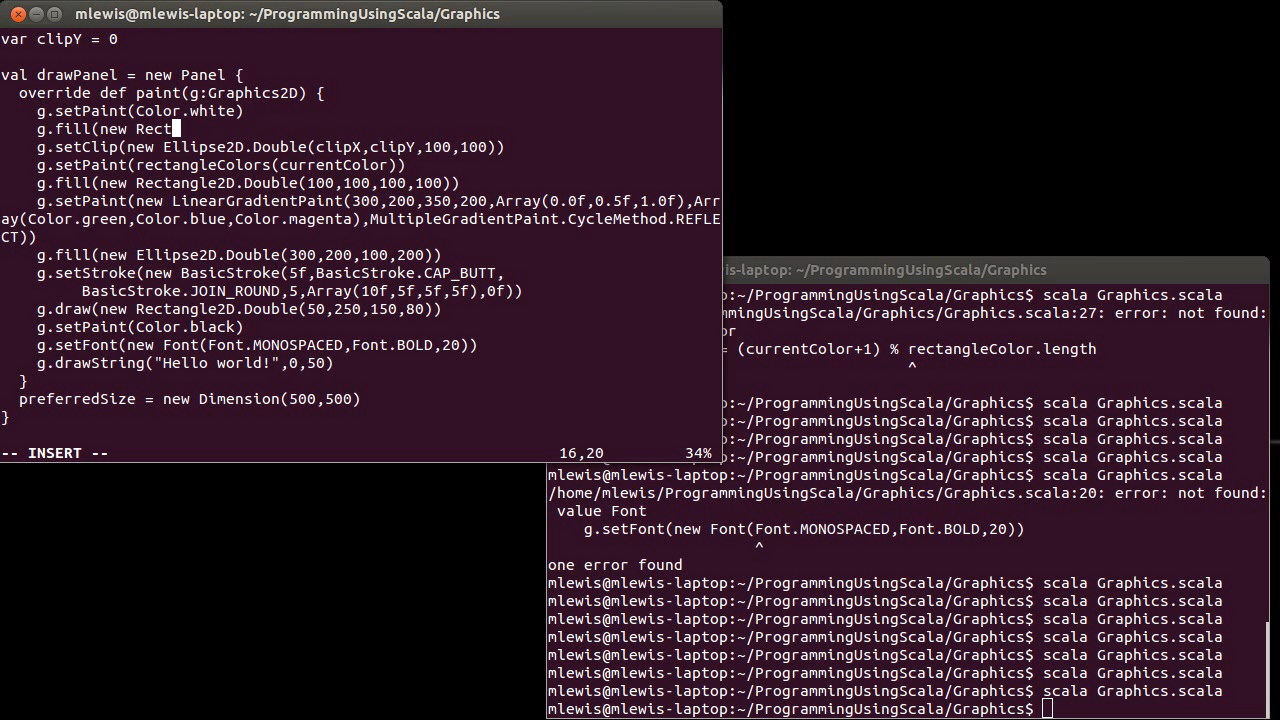 mlewis@mlewis-laptop: ~/ProgrammingUsingScala/Graphics
var clipY = 0
val drawPanel = new Panel {
  override def paint(g:Graphics2D) {
    g.setPaint(Color.white)
    g.fill(new Rect
    g.setClip(new Ellipse2D.Double(clipX,clipY,100,100))
    g.setPaint(rectangleColors(currentColor))
    g.fill(new Rectangle2D.Double(100,100,100,100))
    g.setPaint(new LinearGradientPaint(300,200,350,200,Array(0.0f,0.5f,1.0f),Arr
ay(Color.green,Color.blue,Color.magenta),MultipleGradientPaint.CycleMethod.REFLE
CT))
    g.fill(new Ellipse2D.Double(300,200,100,200))
    g.setStroke(new BasicStroke(5f,BasicStroke.CAP_BUTT,
         BasicStroke.JOIN_ROUND,5,Array(10f,5f,5f,5f),0f))
    g.draw(new Rectangle2D.Double(50,250,150,80))
    g.setPaint(Color.black)
    g.setFont(new Font(Font.MONOSPACED,Font.BOLD,20))
    g.drawString("Hello world!",0,50)
  }
  preferredSize = new Dimension(500,500)
}
-- INSERT -- 16,20 34%
is-laptop: ~/ProgrammingUsingScala/Graphics
:~/ProgrammingUsingScala/Graphics$ scala Graphics.scala
mmingUsingScala/Graphics/Graphics.scala:27: error: not found:
or
= (currentColor+1) % rectangleColor.length
^
:~/ProgrammingUsingScala/Graphics$ scala Graphics.scala
:~/ProgrammingUsingScala/Graphics$ scala Graphics.scala
:~/ProgrammingUsingScala/Graphics$ scala Graphics.scala
:~/ProgrammingUsingScala/Graphics$ scala Graphics.scala
mlewis@mlewis-laptop:~/ProgrammingUsingScala/Graphics$ scala Graphics.scala
/home/mlewis/ProgrammingUsingScala/Graphics/Graphics.scala:20: error: not found:
 value Font
    g.setFont(new Font(Font.MONOSPACED,Font.BOLD,20))
^
one error found
mlewis@mlewis-laptop:~/ProgrammingUsingScala/Graphics$ scala Graphics.scala
mlewis@mlewis-laptop:~/ProgrammingUsingScala/Graphics$ scala Graphics.scala
mlewis@mlewis-laptop:~/ProgrammingUsingScala/Graphics$ scala Graphics.scala
mlewis@mlewis-laptop:~/ProgrammingUsingScala/Graphics$ scala Graphics.scala
mlewis@mlewis-laptop:~/ProgrammingUsingScala/Graphics$ scala Graphics.scala
mlewis@mlewis-laptop:~/ProgrammingUsingScala/Graphics$ scala Graphics.scala
mlewis@mlewis-laptop:~/ProgrammingUsingScala/Graphics$ scala Graphics.scala
mlewis@mlewis-laptop:~/ProgrammingUsingScala/Graphics$